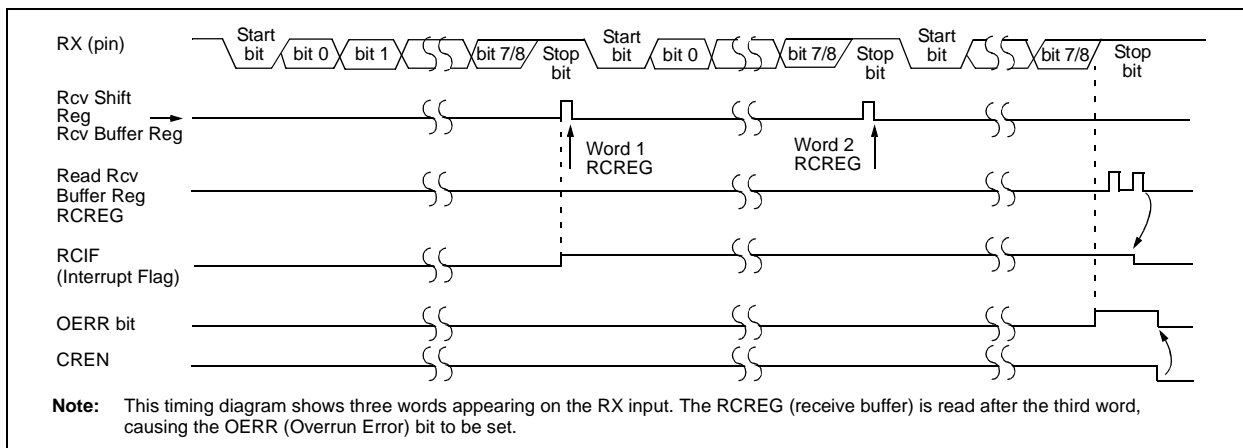 RX (pin)
Start
bit
bit 0
bit 1
bit 7/8
Stop
bit
Start
bit
bit 0
bit 7/8
Stop
bit
Start
bit
bit 7/8
Stop
bit
Rcv Shift
Reg
Rcv Buffer Reg
Word 1
RCREG
Word 2
RCREG
Read Rcv
Buffer Reg
RCREG
RCIF
(Interrupt Flag)
OERR bit
CREN
Note: This timing diagram shows three words appearing on the RX input. The RCREG (receive buffer) is read after the third word,
causing the OERR (Overrun Error) bit to be set.